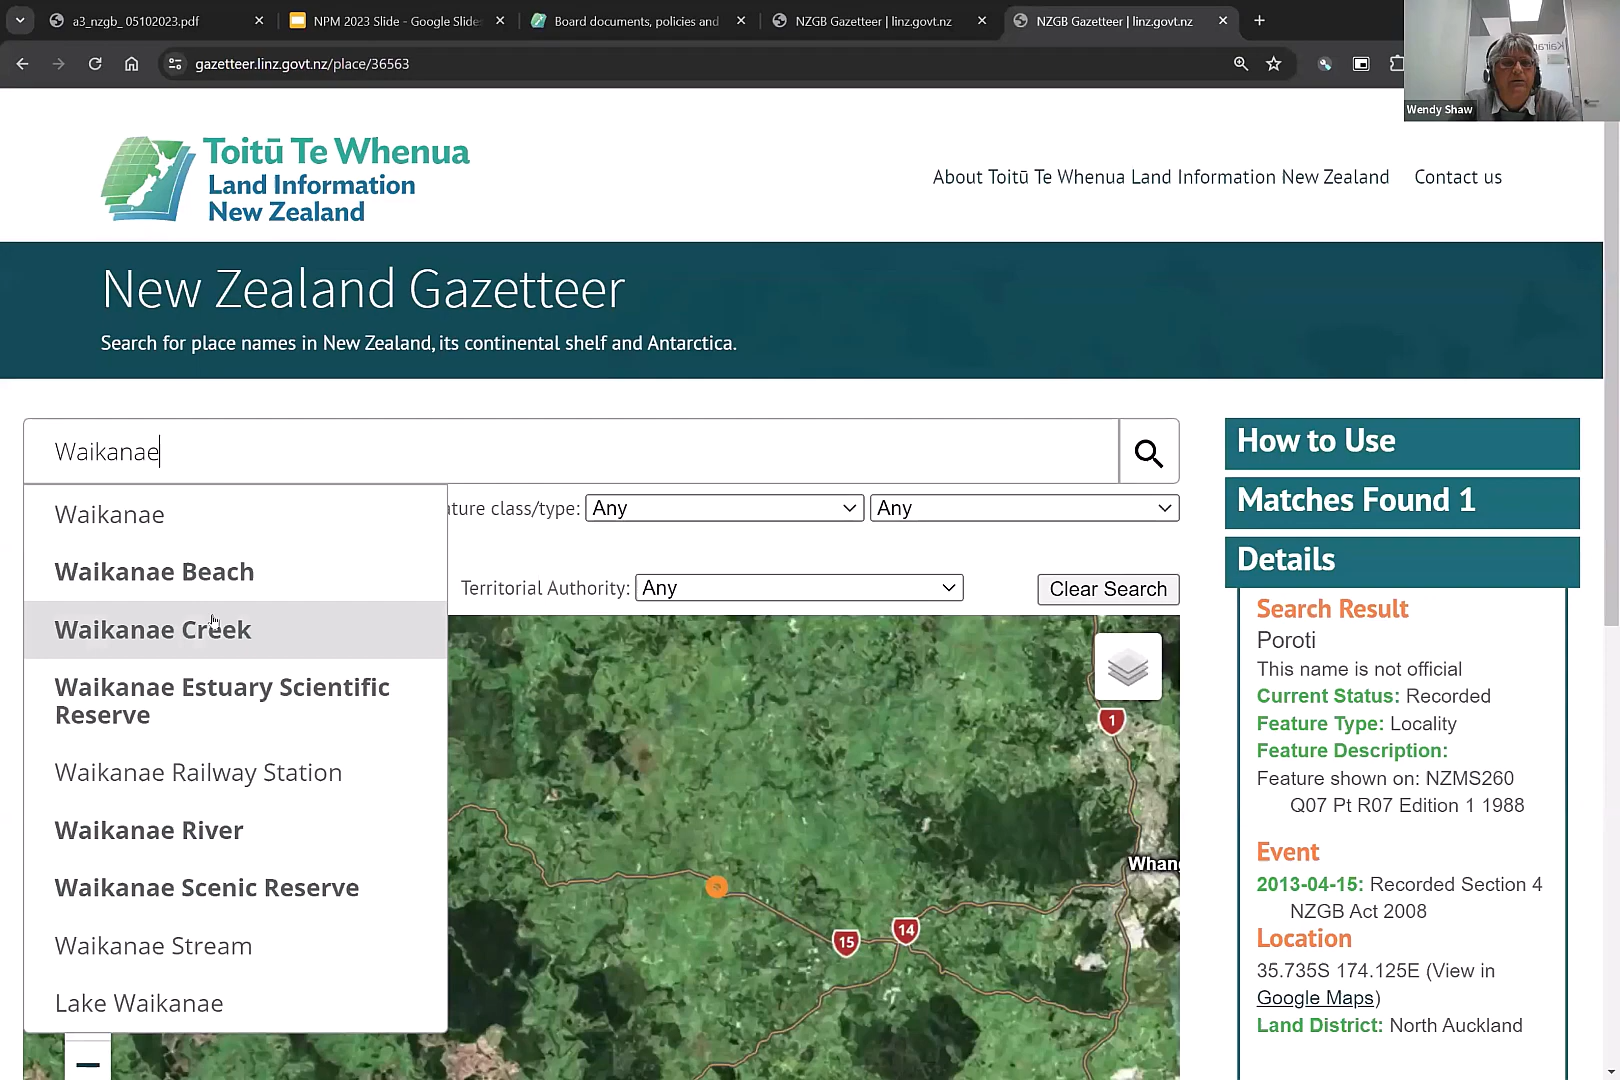 a3_nzgb_05102023.pdf
NPM 2023 Slide - Google Slides
Board documents, policies and
NZGB Gazetteer | linz.govt.nz
NZGB Gazetteer | linz.govt.nz
gazetteer.linz.govt.nz/place/36563
Wendy Shaw
Toitū Te Whenua
Land Information
New Zealand
About Toitū Te Whenua Land Information New Zealand
Contact us
New Zealand Gazetteer
Search for place names in New Zealand, its continental shelf and Antarctica.
Waikanae
Waikanae
Waikanae Beach
Waikanae Creek
Waikanae Estuary Scientific
Reserve
Waikanae Railway Station
Waikanae River
Waikanae Scenic Reserve
Waikanae Stream
Lake Waikanae
ture class/type: Any Any
Territorial Authority: Any
Clear Search
1
Whang
15
14
How to Use
Matches Found 1
Details
Search Result
Poroti
This name is not official
Current Status: Recorded
Feature Type: Locality
Feature Description:
Feature shown on: NZMS260
Q07 Pt R07 Edition 1 1988
Event
2013-04-15: Recorded Section 4
NZGB Act 2008
Location
35.735S 174.125E (View in
Google Maps)
Land District: North Auckland